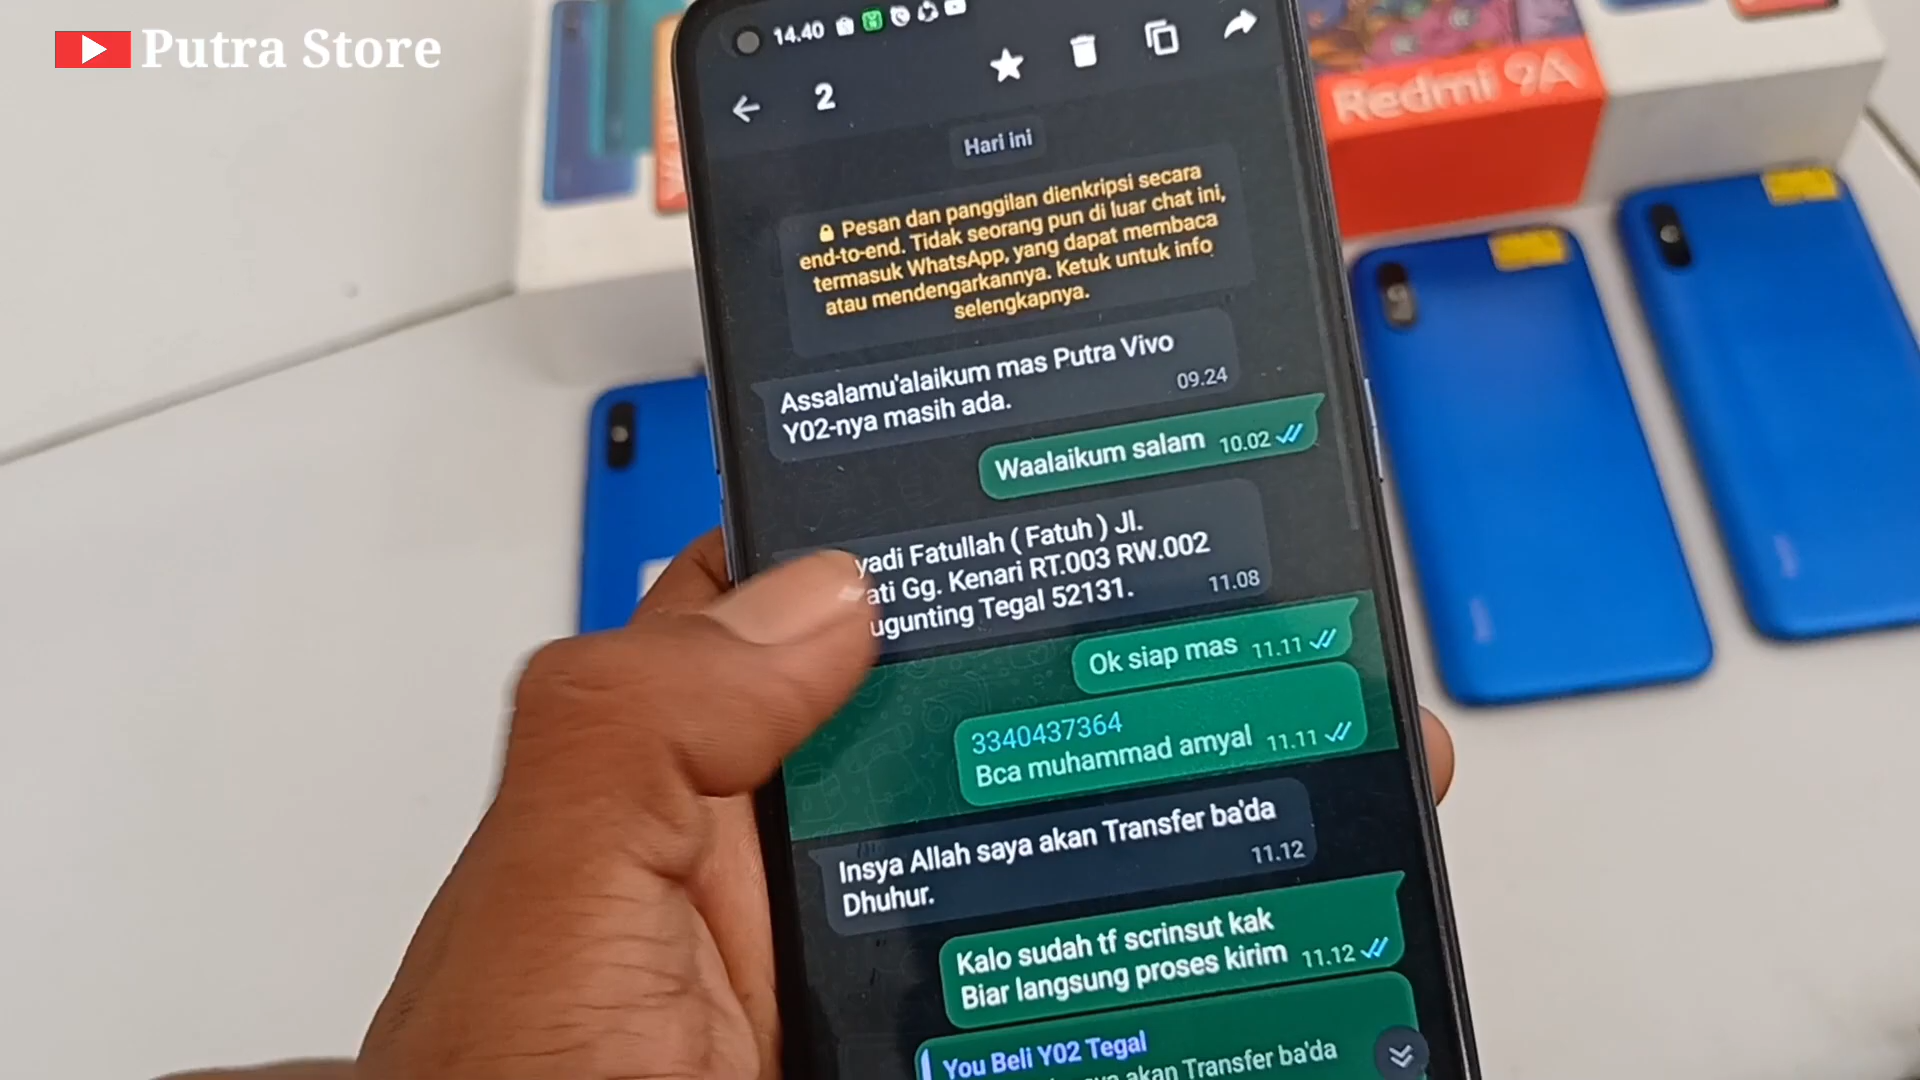 Putra Store
14.40
2
Redmi 9A
Hari ini
Pesan dan panggilan dienkripsi secara
end-to-end. Tidak seorang pun di luar chat ini,
termasuk WhatsApp, yang dapat membaca
atau mendengarkannya. Ketuk untuk info
selengkapnya.
Assalamu'alaikum mas Putra Vivo
Y02-nya masih ada. 09.24
Waalaikum salam 10.02
yadi Fatullah ( Fatuh ) Jl.
ati Gg. Kenari RT.003 RW.002
ugunting Tegal 52131. 11.08
Ok siap mas 11.11
3340437364
Bca muhammad amyal 11.11
Insya Allah saya akan Transfer ba'da
Dhuhur. 11.12
Kalo sudah tf scrinsut kak
Biar langsung proses kirim 11.12
You Beli Y02 Tegal
akan Transfer ba'da